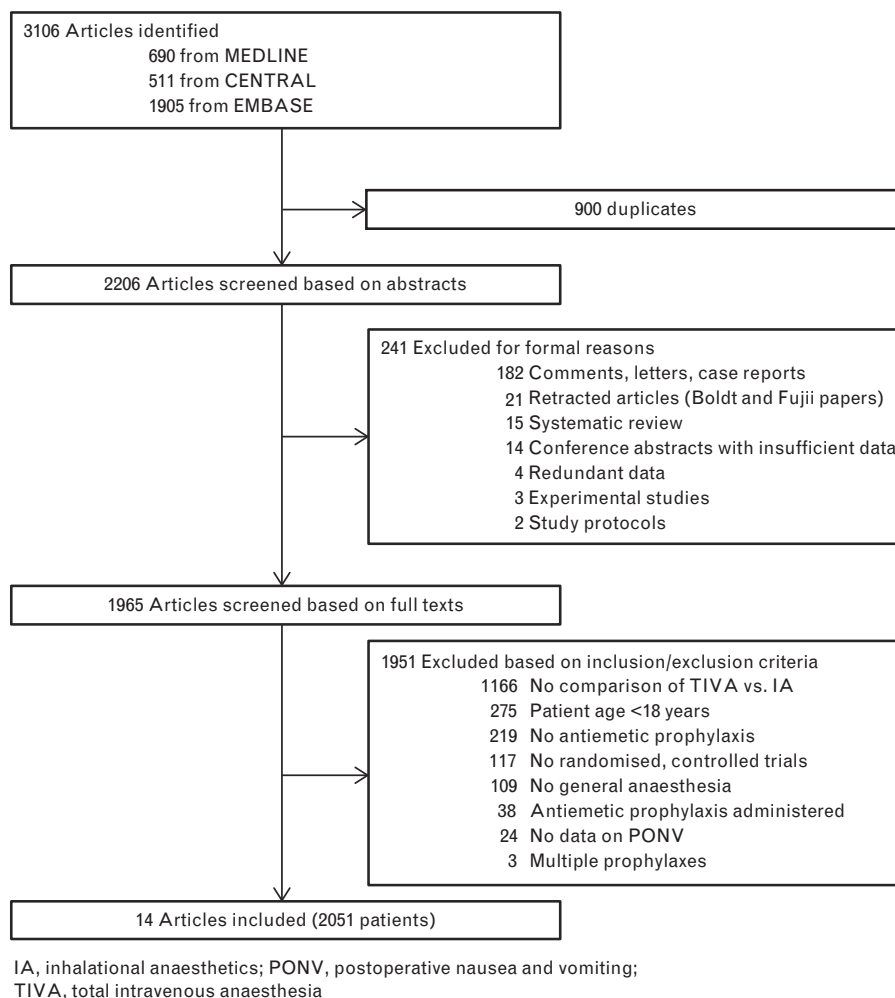 3106 Articles identified
690 from MEDLINE
511 from CENTRAL
1905 from EMBASE
900 duplicates
2206 Articles screened based on abstracts
241 Excluded for formal reasons
182 Comments, letters, case reports
21 Retracted articles (Boldt and Fujii papers)
15 Systematic review
14 Conference abstracts with insufficient data
4 Redundant data
3 Experimental studies
2 Study protocols
1965 Articles screened based on full texts
1951 Excluded based on inclusion/exclusion criteria
1166 No comparison of TIVA vs. IA
275 Patient age <18 years
219 No antiemetic prophylaxis
117 No randomised, controlled trials
109 No general anaesthesia
38 Antiemetic prophylaxis administered
24 No data on PONV
3 Multiple prophylaxes
14 Articles included (2051 patients)
IA, inhalational anaesthetics; PONV, postoperative nausea and vomiting;
TIVA, total intravenous anaesthesia